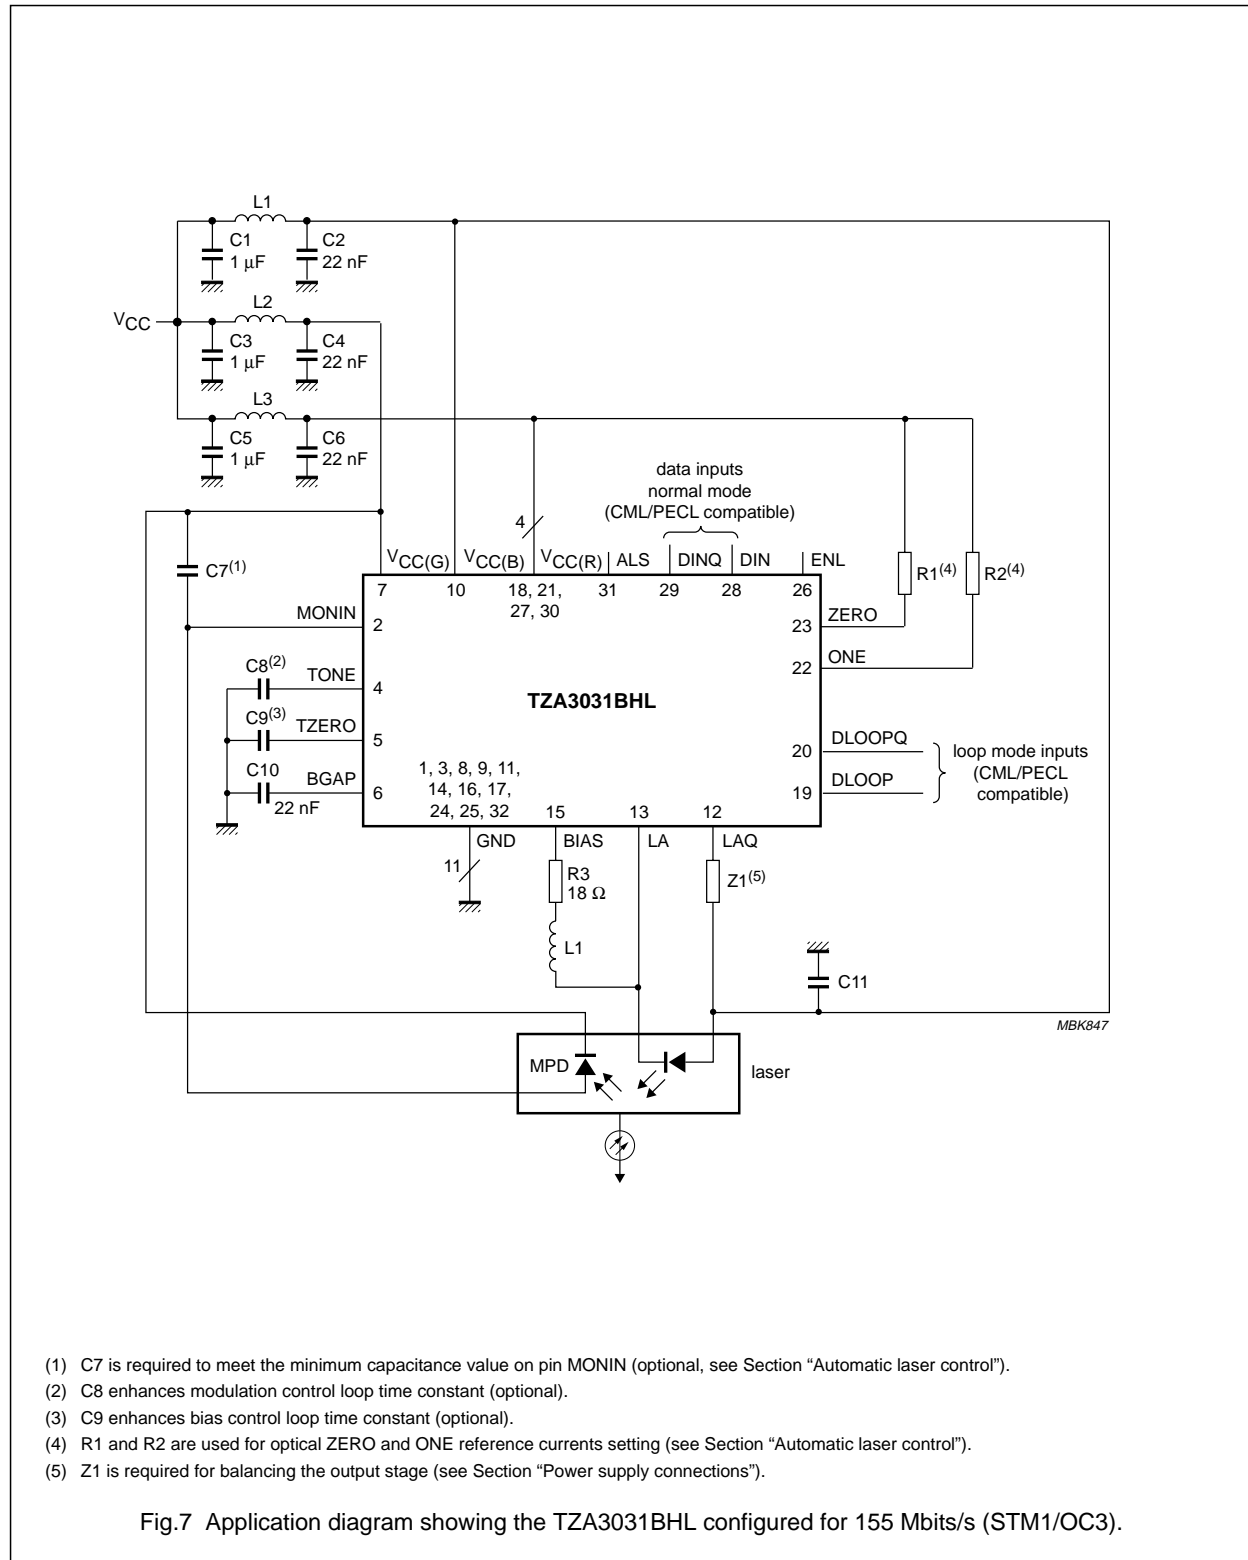 L1
C1
1 μF
C2
22 nF
L2
VCC
C3
1 μF
C4
22 nF
L3
C5
1 μF
C6
22 nF
data inputs
normal mode
(CML/PECL compatible)
4
C7(1)
VCC(G)
VCC(B)
VCC(R)
ALS
DINQ
DIN
ENL
R1(4)
R2(4)
7
10
18, 21,
27, 30
31
29
28
26
MONIN
2
23
ZERO
C8(2)
TONE
4
22
ONE
TZA3031BHL
C9(3)
TZERO
5
20
DLOOPQ
loop mode inputs
(CML/PECL
compatible)
C10
22 nF
BGAP
6
19
DLOOP
1, 3, 8, 9, 11,
14, 16, 17,
24, 25, 32
15
13
12
GND
BIAS
LA
LAQ
11
R3
18 Ω
Z1(5)
L1
C11
MBK847
MPD
laser
(1) C7 is required to meet the minimum capacitance value on pin MONIN (optional, see Section “Automatic laser control”).
(2) C8 enhances modulation control loop time constant (optional).
(3) C9 enhances bias control loop time constant (optional).
(4) R1 and R2 are used for optical ZERO and ONE reference currents setting (see Section “Automatic laser control”).
(5) Z1 is required for balancing the output stage (see Section “Power supply connections”).
Fig.7 Application diagram showing the TZA3031BHL configured for 155 Mbits/s (STM1/OC3).